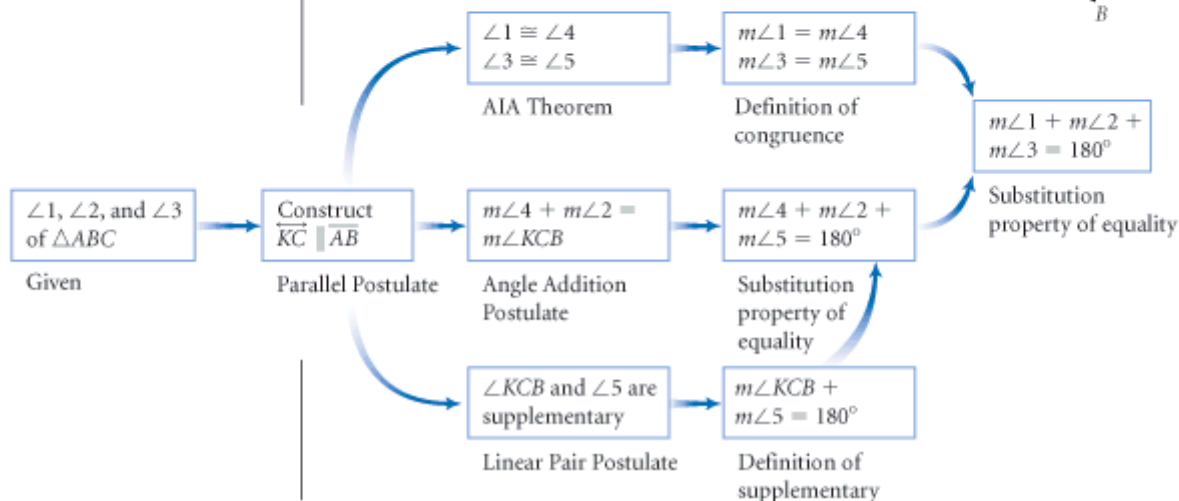 B
∠1 ≅ ∠4
∠3 ≅ ∠5
AIA Theorem
m∠1 = m∠4
m∠3 = m∠5
Definition of
congruence
m∠1 + m∠2 +
m∠3 = 180°
Substitution
property of equality
∠1, ∠2, and ∠3
of △ABC
Given
Construct
KC ∥ AB
Parallel Postulate
m∠4 + m∠2 =
m∠KCB
Angle Addition
Postulate
m∠4 + m∠2 +
m∠5 = 180°
Substitution
property of
equality
∠KCB and ∠5 are
supplementary
Linear Pair Postulate
m∠KCB +
m∠5 = 180°
Definition of
supplementary